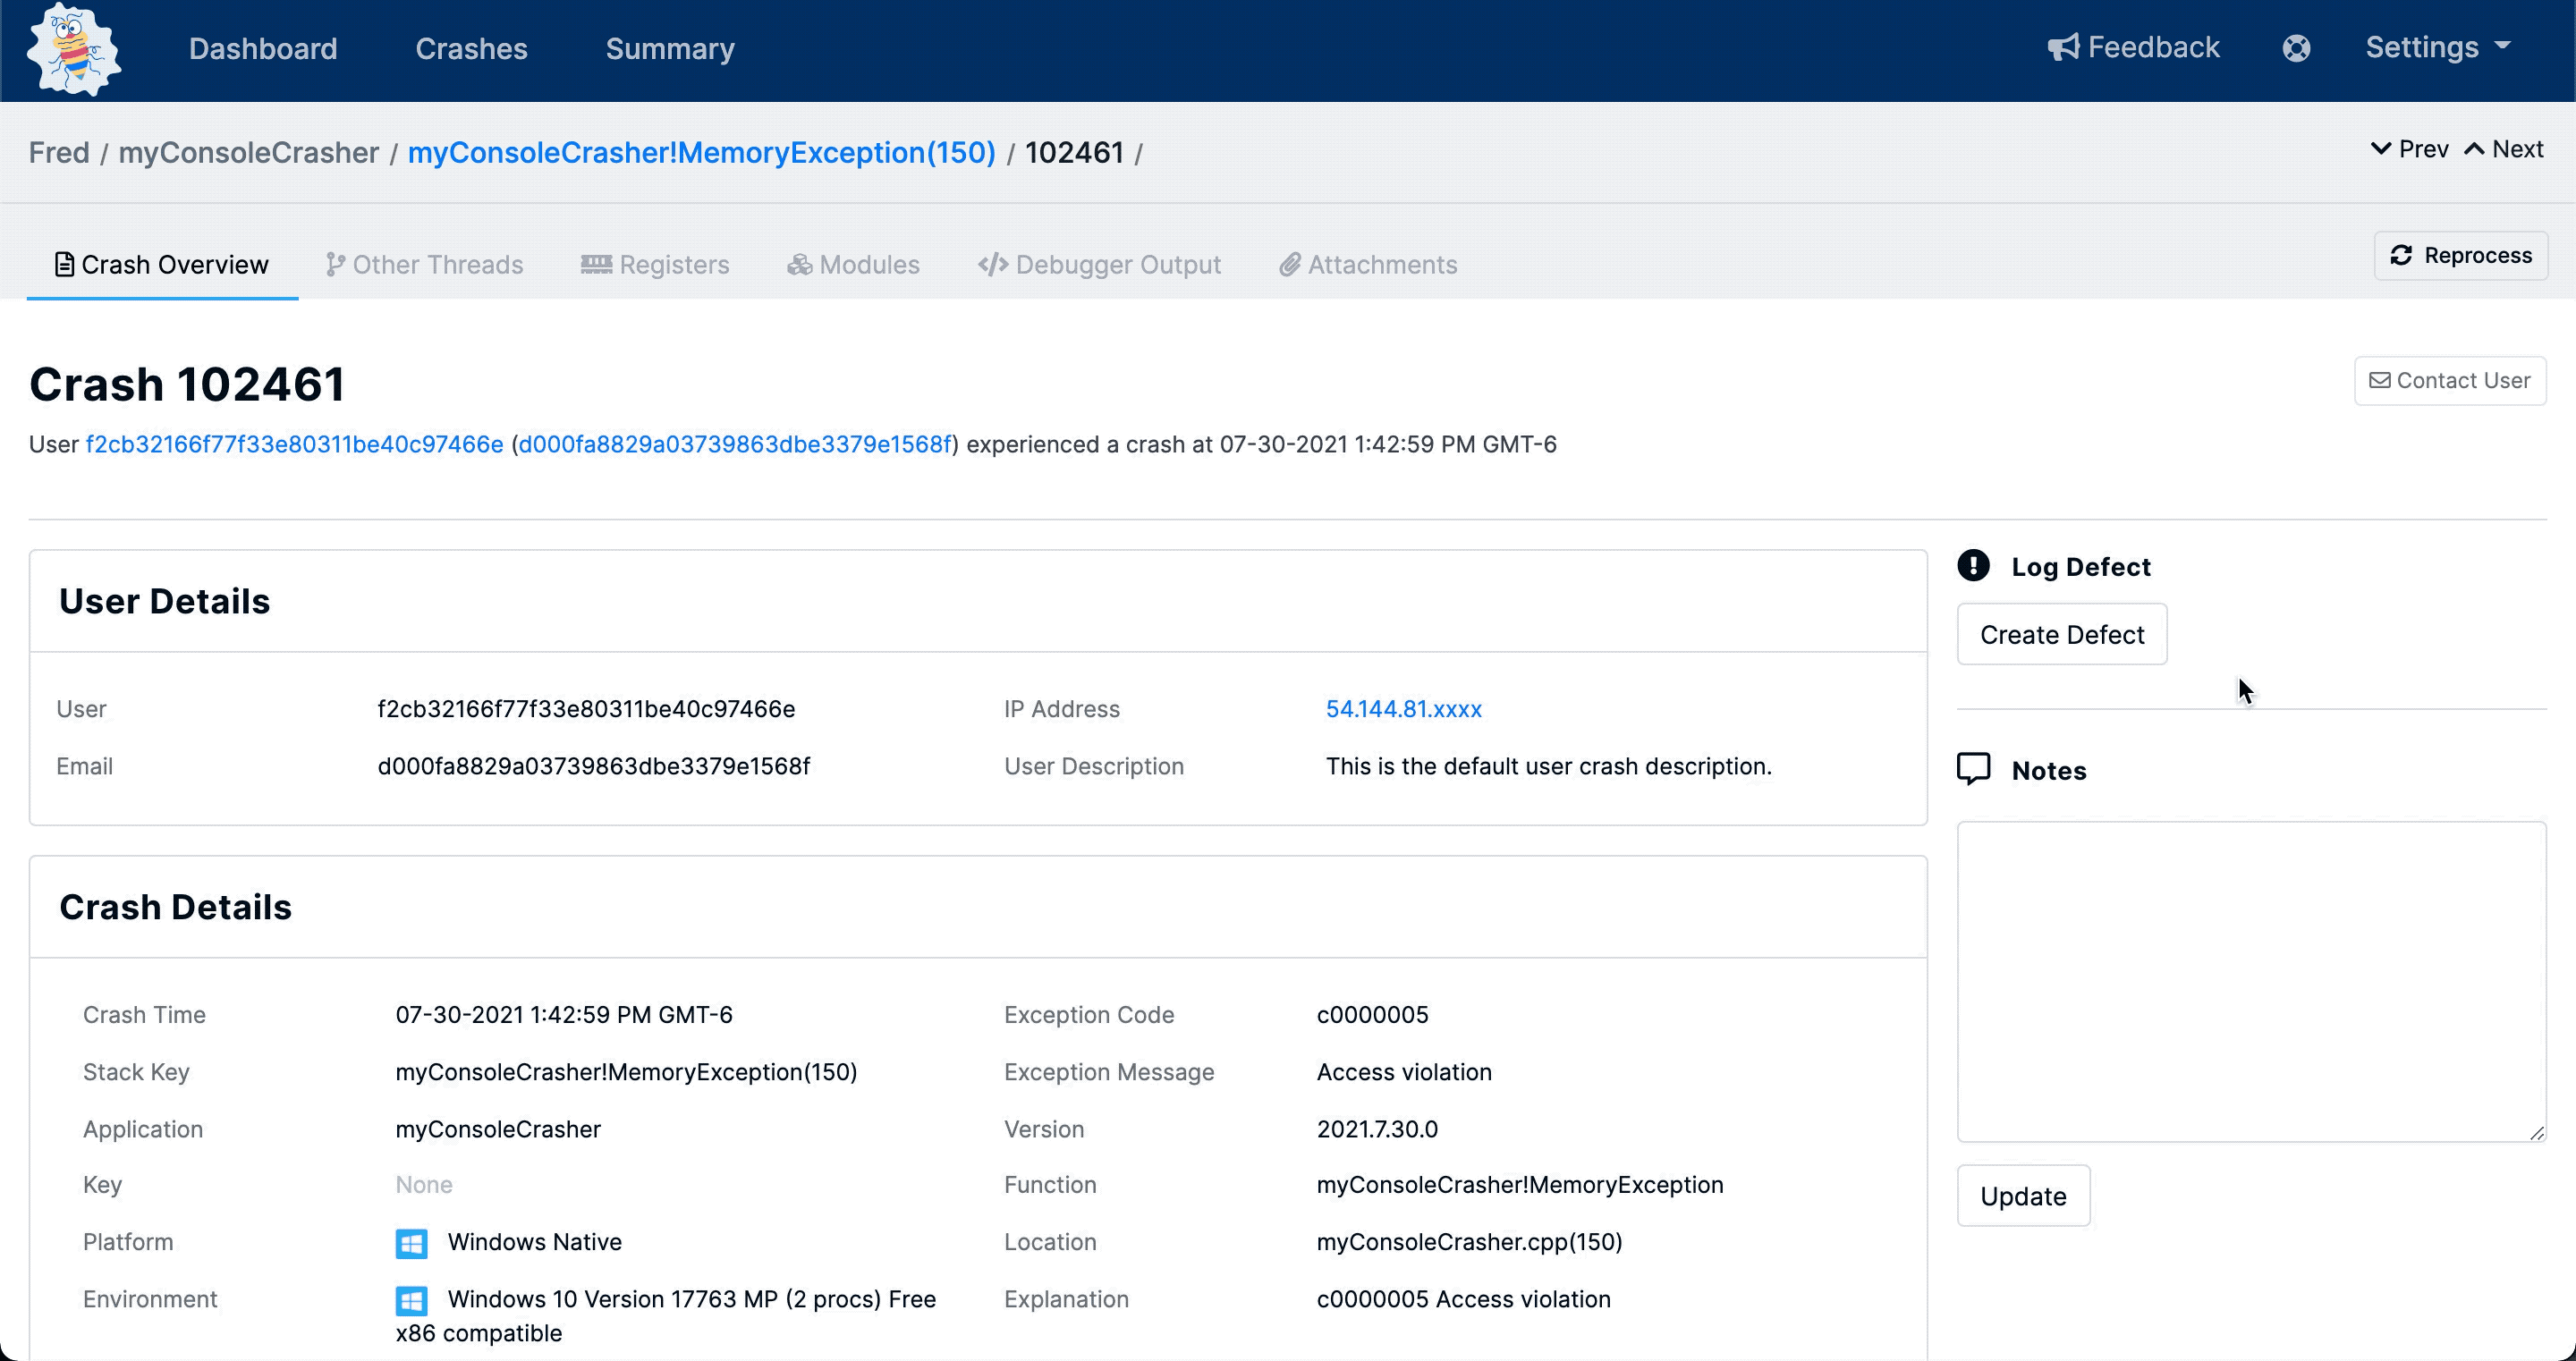 Dashboard Crashes Summary Feedback Settings
Fred / myConsoleCrasher / myConsoleCrasher!MemoryException(150) / 102461 / Prev Next
Crash Overview Other Threads Registers Modules Debugger Output Attachments Reprocess
Crash 102461
Contact User
User f2cb32166f77f33e80311be40c97466e (d000fa8829a03739863dbe3379e1568f) experienced a crash at 07-30-2021 1:42:59 PM GMT-6
User Details
User f2cb32166f77f33e80311be40c97466e IP Address 54.144.81.xxxx
Email d000fa8829a03739863dbe3379e1568f User Description This is the default user crash description.
Crash Details
Crash Time 07-30-2021 1:42:59 PM GMT-6 Exception Code c0000005
Stack Key myConsoleCrasher!MemoryException(150) Exception Message Access violation
Application myConsoleCrasher Version 2021.7.30.0
Key None Function myConsoleCrasher!MemoryException
Platform Windows Native Location myConsoleCrasher.cpp(150)
Environment Windows 10 Version 17763 MP (2 procs) Free Explanation c0000005 Access violation
x86 compatible
Log Defect
Create Defect
Notes
Update